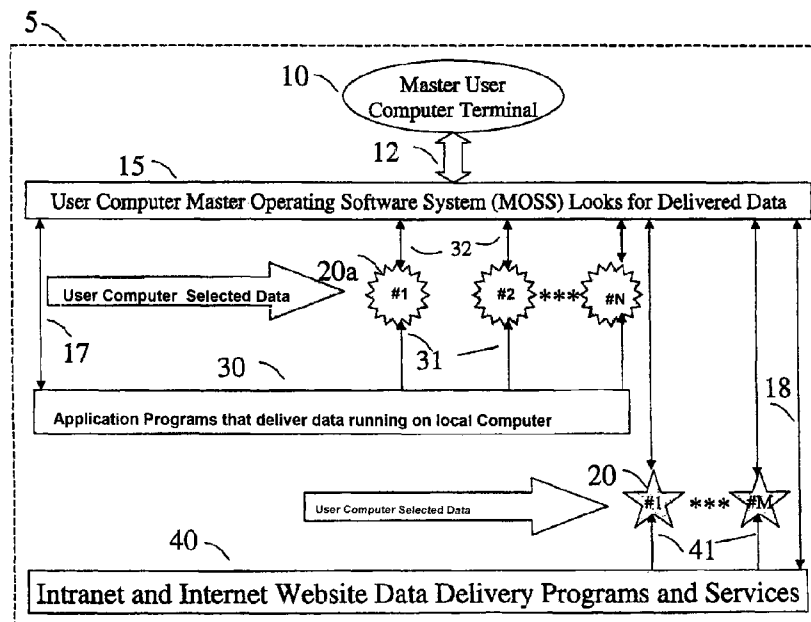 5
10
Master User
Computer Terminal
12
15
User Computer Master Operating Software System (MOSS) Looks for Delivered Data
32
20a
User Computer Selected Data
#1
#2
***
#N
17
31
30
18
Application Programs that deliver data running on local Computer
20
User Computer Selected Data
#1
***
#M
40
41
Intranet and Internet Website Data Delivery Programs and Services